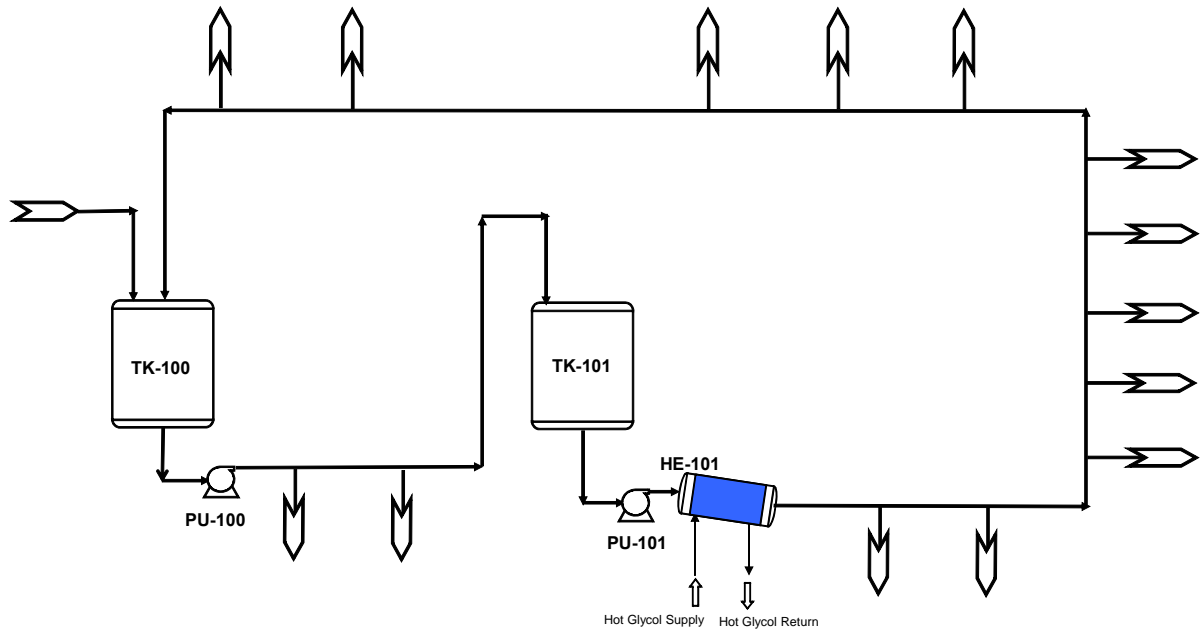 TK-100
TK-101
HE-101
PU-100
PU-101
Hot Glycol Supply
Hot Glycol Return